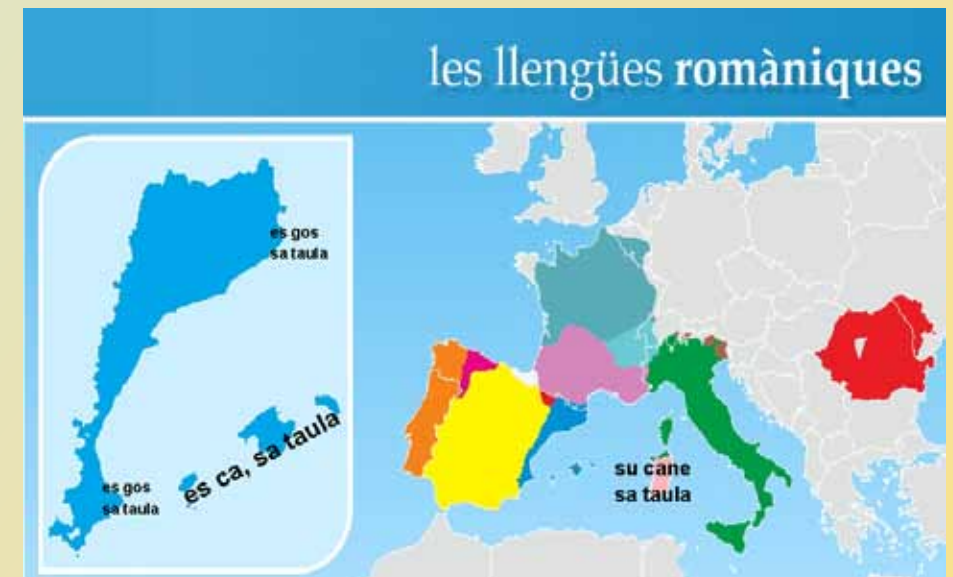 les llengües romàniques
es gos
sa taula
es ca, sa taula
es gos
sa taula
su cane
sa taula